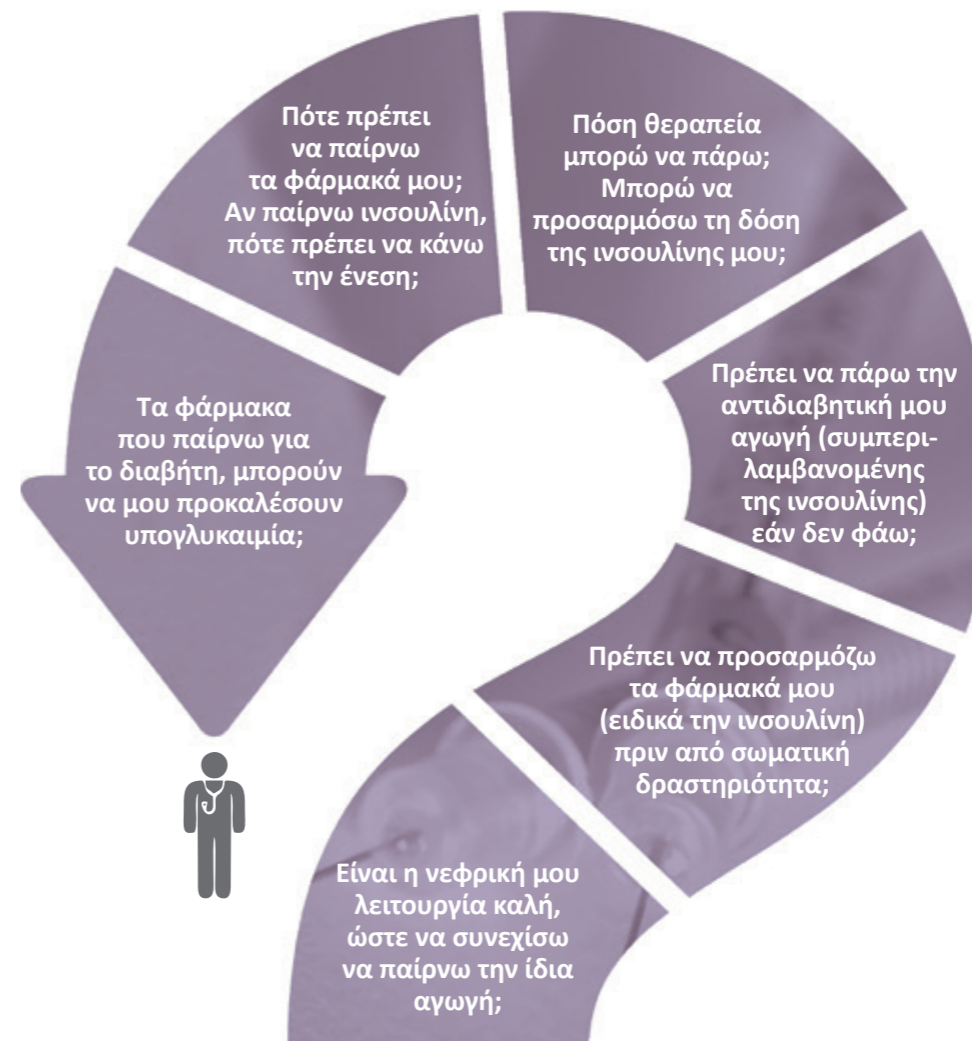 Πότε πρέπει
να παίρνω
τα φάρμακά μου;
Αν παίρνω ινσουλίνη,
πότε πρέπει να κάνω
την ένεση;
Πόση θεραπεία
μπορώ να πάρω;
Μπορώ να
προσαρμόσω τη δόση
της ινσουλίνης μου;
Πρέπει να πάρω την
αντιδιαβητική μου
αγωγή (συμπερι-
λαμβανομένης
της ινσουλίνης)
εάν δεν φάω;
Τα φάρμακα
που παίρνω για
το διαβήτη, μπορούν
να μου προκαλέσουν
υπογλυκαιμία;
Πρέπει να προσαρμόζω
τα φάρμακά μου
(ειδικά την ινσουλίνη)
πριν από σωματική
δραστηριότητα;
Είναι η νεφρική μου
λειτουργία καλή,
ώστε να συνεχίσω
να παίρνω την ίδια
αγωγή;